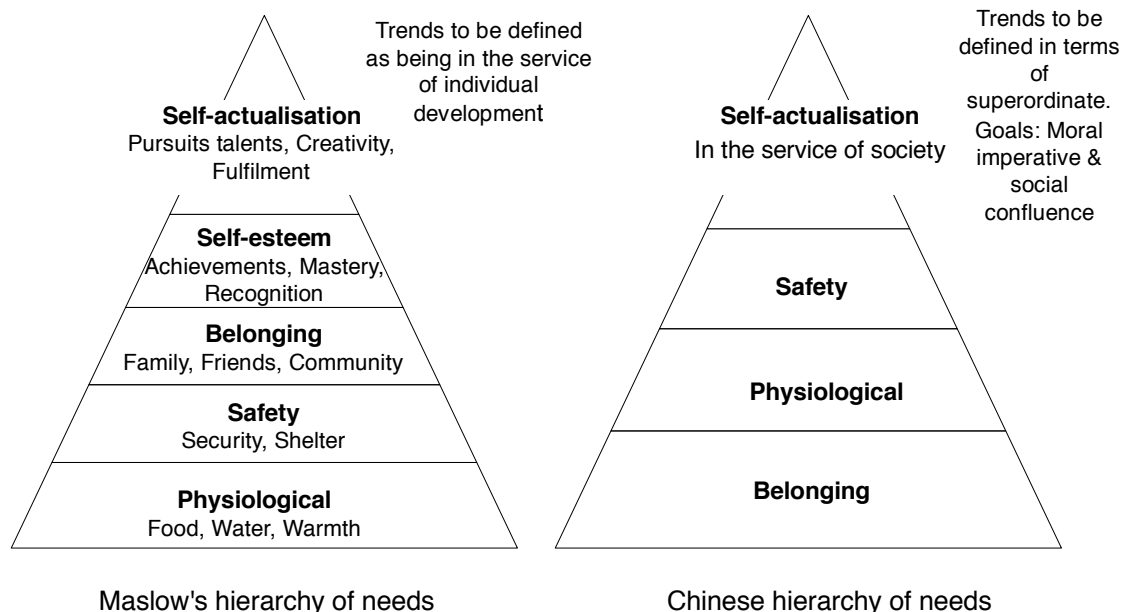 Trends to be defined
as being in the service
of individual
development
Self-actualisation
Pursuits talents, Creativity,
Fulfilment
Self-esteem
Achievements, Mastery,
Recognition
Belonging
Family, Friends, Community
Safety
Security, Shelter
Physiological
Food, Water, Warmth
Maslow's hierarchy of needs
Trends to be
defined in terms
of
superordinate.
Goals: Moral
imperative &
social
confluence
Self-actualisation
In the service of society
Safety
Physiological
Belonging
Chinese hierarchy of needs